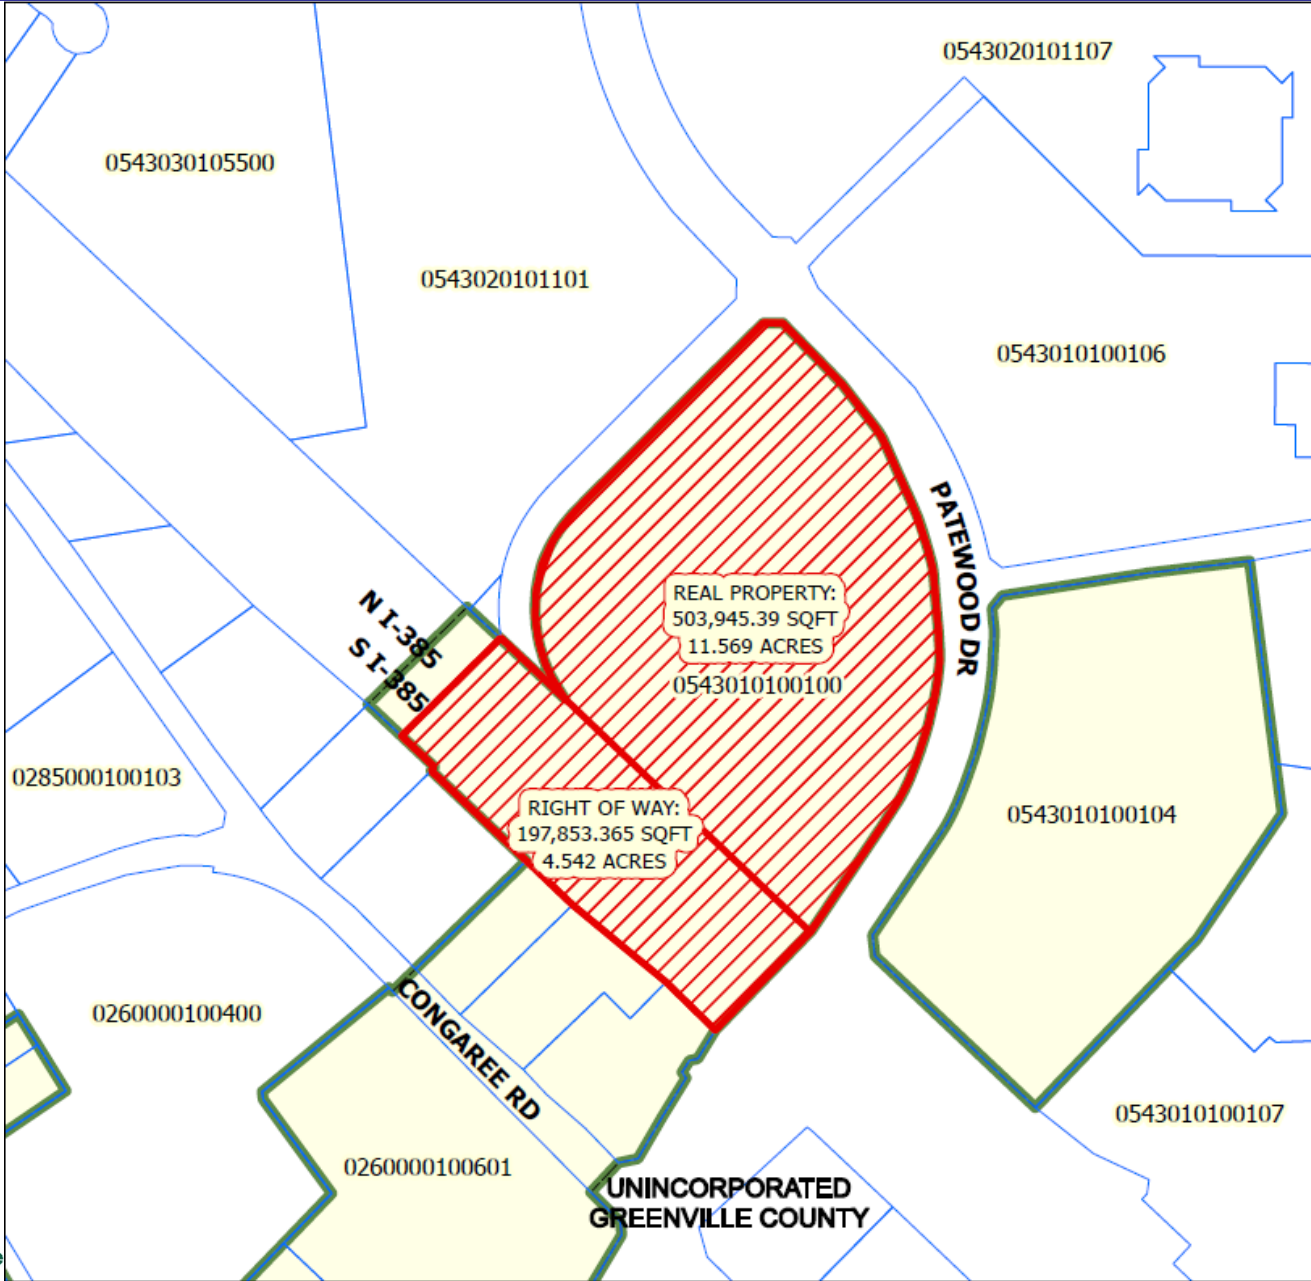 0543020101107
0543030105500
0543020101101
0543010100106
PATEWOOD DR
N I-385
S I-385
REAL PROPERTY:
503,945.39 SQFT
11.569 ACRES
0543010100100
0285000100103
RIGHT OF WAY:
197,853.365 SQFT
4.542 ACRES
0543010100104
0260000100400
CONGAREE RD
0543010100107
0260000100601
UNINCORPORATED
GREENVILLE COUNTY